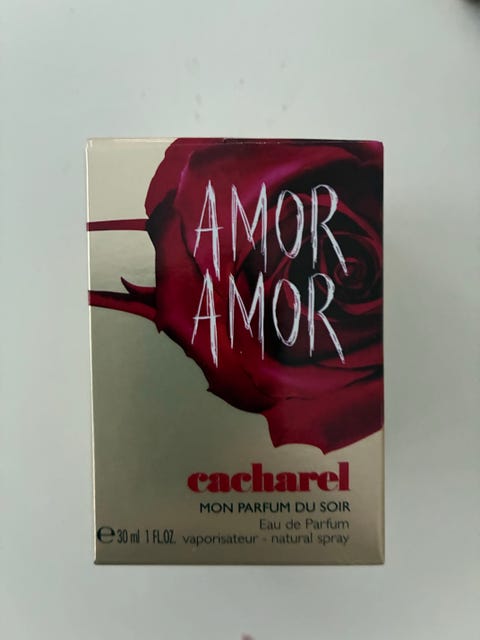 AMOR
AMOR
cacharel
MON PARFUM DU SOIR
Eau de Parfum
℮30 ml 1 FL.OZ. vaporisateur - natural spray